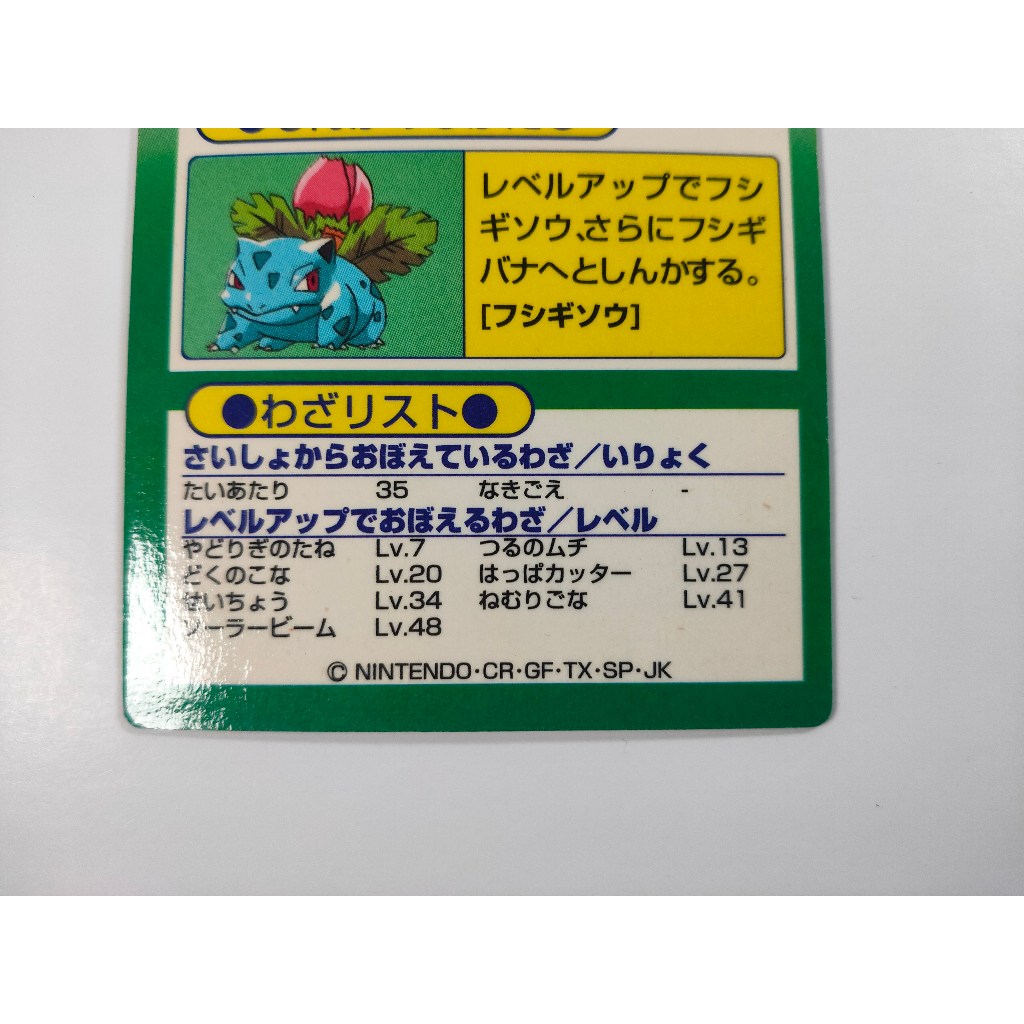 レベルアップでフシ
ギソウ、さらにフシギ
バナへとしんかする。
[フシギソウ]
●わざリスト●
さいしょからおぼえているわざ／いりょく
たいあたり 35 なきごえ -
レベルアップでおぼえるわざ／レベル
やどりぎのたね Lv.7 つるのムチ Lv.13
どくのこな Lv.20 はっぱカッター Lv.27
せいちょう Lv.34 ねむりごな Lv.41
ソーラービーム Lv.48
© NINTENDO・CR・GF・TX・SP・JK